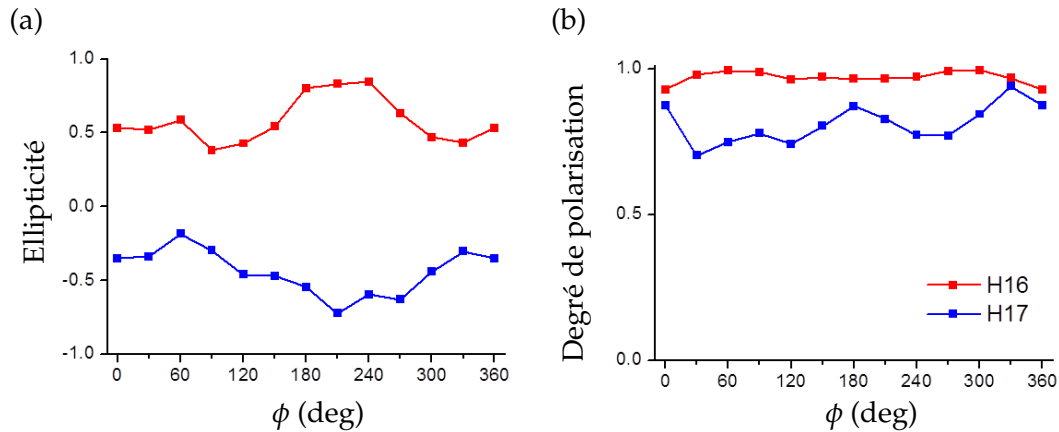 (a)
1.0
0.5
0.0
-0.5
-1.0
Ellipticité
0 60 120 180 240 300 360
ϕ (deg)
(b)
1.0
0.5
0.0
Degré de polarisation
H16
H17
0 60 120 180 240 300 360
ϕ (deg)